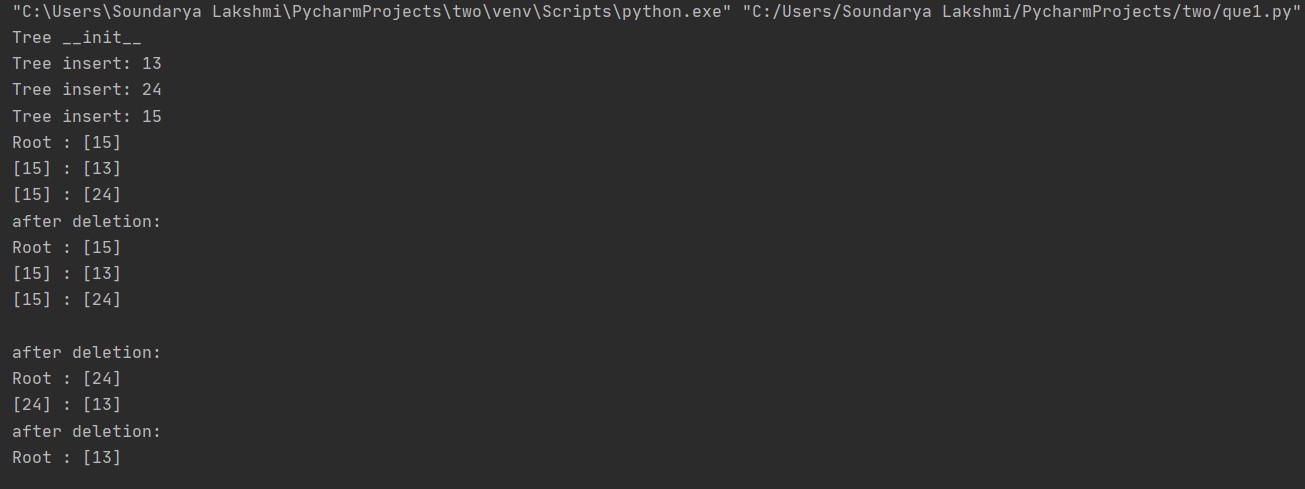 "C:\Users\Soundarya Lakshmi\PycharmProjects\two\venv\Scripts\python.exe" "C:/Users/Soundarya Lakshmi/PycharmProjects/two/que1.py"
Tree __init__
Tree insert: 13
Tree insert: 24
Tree insert: 15
Root : [15]
[15] : [13]
[15] : [24]
after deletion:
Root : [15]
[15] : [13]
[15] : [24]
after deletion:
Root : [24]
[24] : [13]
after deletion:
Root : [13]